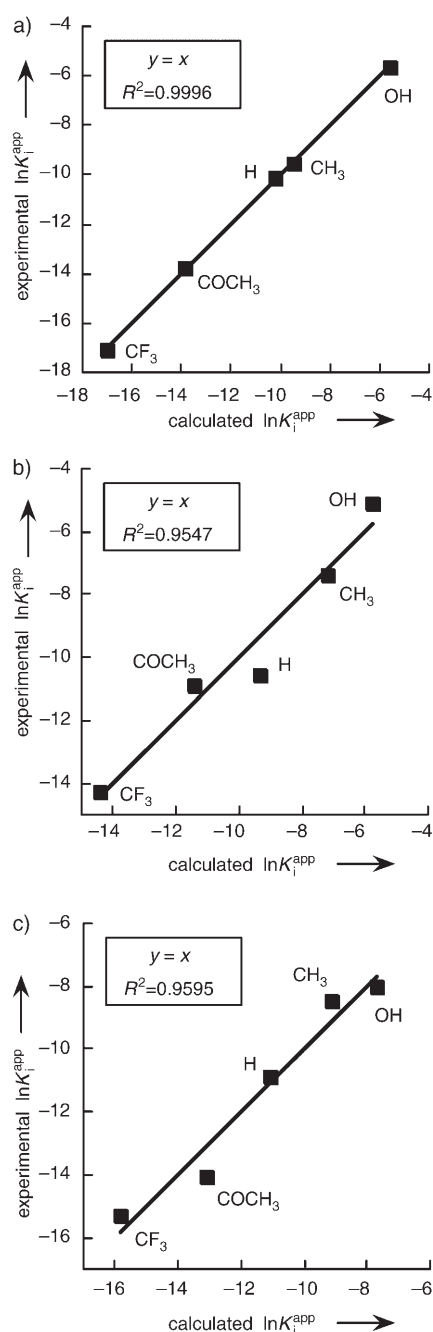 a)
−4
−6
−8
−10
−12
−14
−16
−18
experimental lnKᵢᵃᵖᵖ
y = x
R²=0.9996
OH
H
CH₃
COCH₃
CF₃
−18 −16 −14 −12 −10 −8 −6 −4
calculated lnKᵢᵃᵖᵖ
b)
−4
−6
−8
−10
−12
−14
experimental lnKᵢᵃᵖᵖ
y = x
R²=0.9547
OH
CH₃
COCH₃
H
CF₃
−14 −12 −10 −8 −6 −4
calculated lnKᵢᵃᵖᵖ
c)
−6
−8
−10
−12
−14
−16
experimental lnKᵢᵃᵖᵖ
y = x
R²=0.9595
CH₃
OH
H
COCH₃
CF₃
−16 −14 −12 −10 −8 −6
calculated lnKᵢᵃᵖᵖ